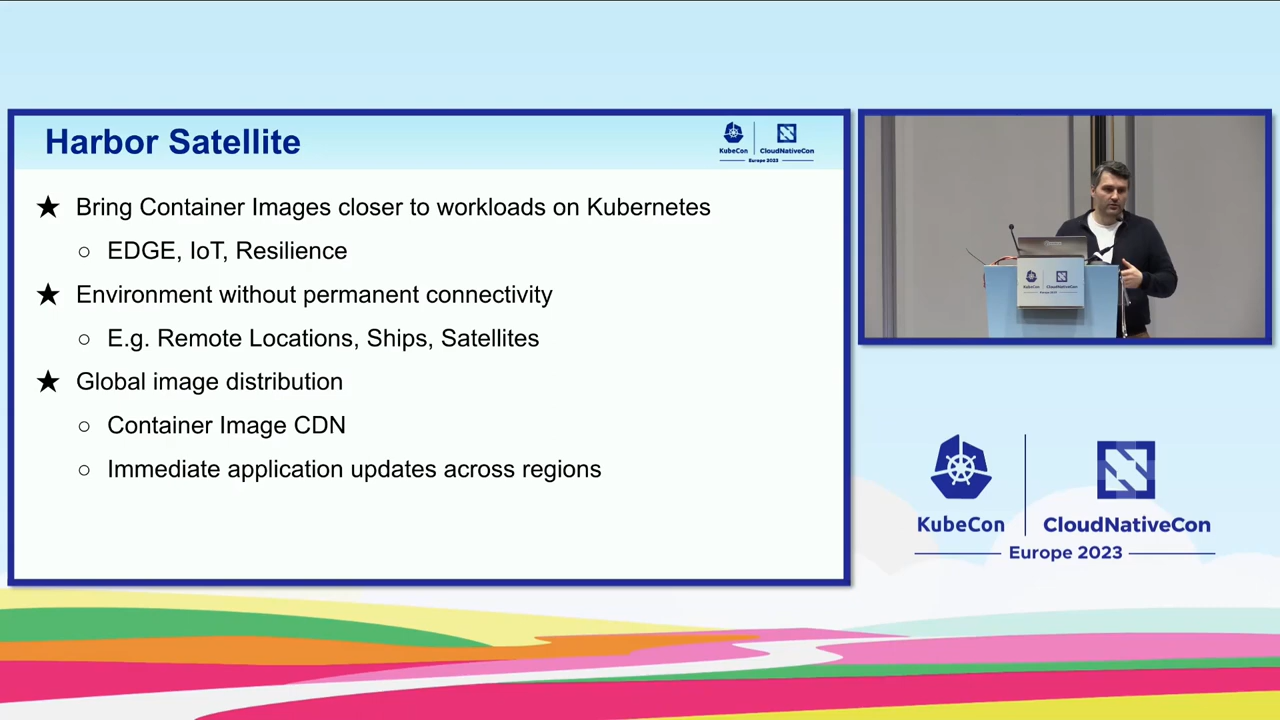 Harbor Satellite
KubeCon
CloudNativeCon
Europe 2023
★ Bring Container Images closer to workloads on Kubernetes
○ EDGE, IoT, Resilience
★ Environment without permanent connectivity
○ E.g. Remote Locations, Ships, Satellites
★ Global image distribution
○ Container Image CDN
○ Immediate application updates across regions
KubeCon
CloudNativeCon
Europe 2023